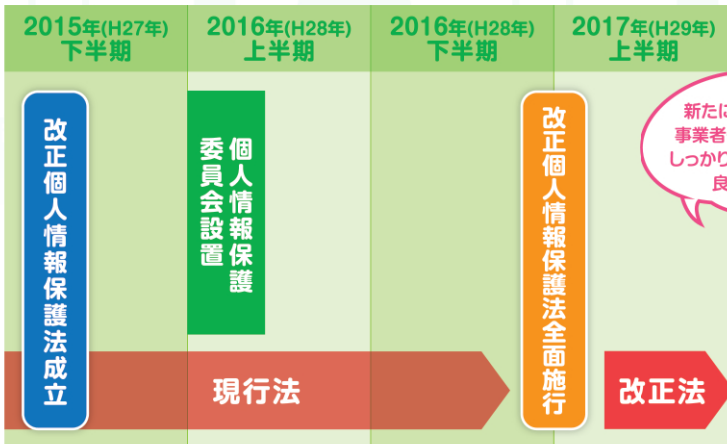 2015年(H27年)
下半期
2016年(H28年)
上半期
2016年(H28年)
下半期
2017年(H29年)
上半期
改正個人情報保護法成立
個人情報保護
委員会設置
改正個人情報保護法全面施行
新たに
事業者
しっかり
良
現行法
改正法